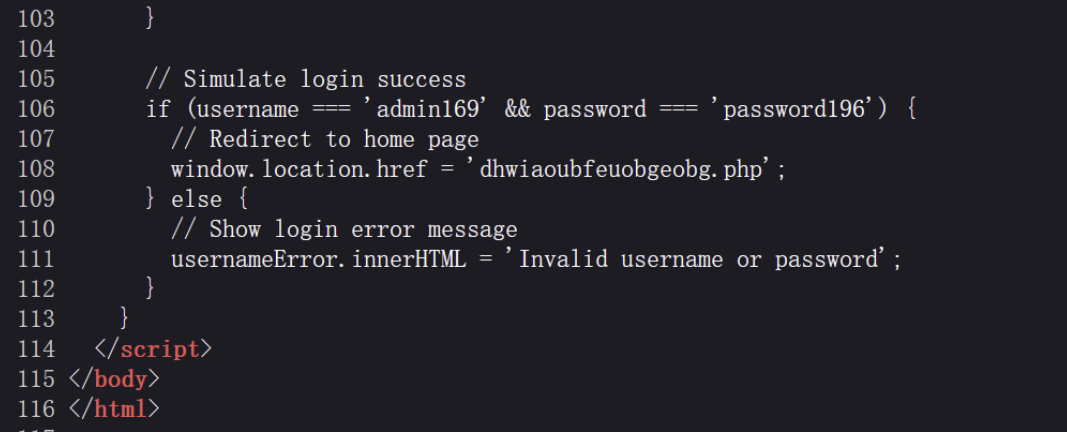 103 }
104
105 // Simulate login success
106 if (username === 'admin169' && password === 'password196') {
107 // Redirect to home page
108 window.location.href = 'dhwiaoubfeuobgeobg.php';
109 } else {
110 // Show login error message
111 usernameError.innerHTML = 'Invalid username or password';
112 }
113 }
114 </script>
115 </body>
116 </html>